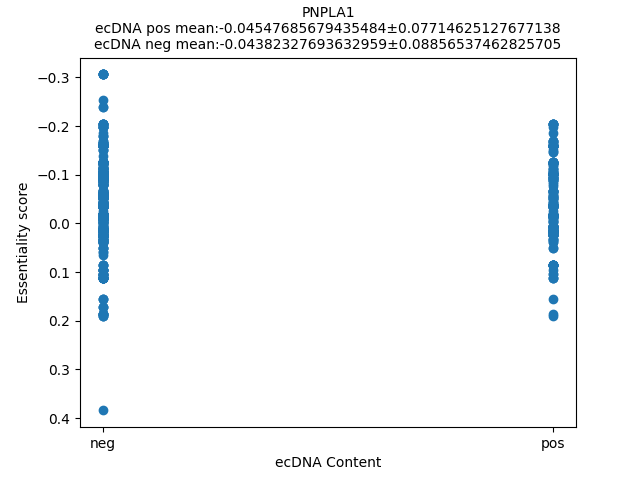 PNPLA1
ecDNA pos mean:-0.04547685679435484±0.07714625127677138
ecDNA neg mean:-0.04382327693632959±0.08856537462825705
−0.3
−0.2
−0.1
0.0
0.1
0.2
0.3
0.4
Essentiality score
neg
pos
ecDNA Content